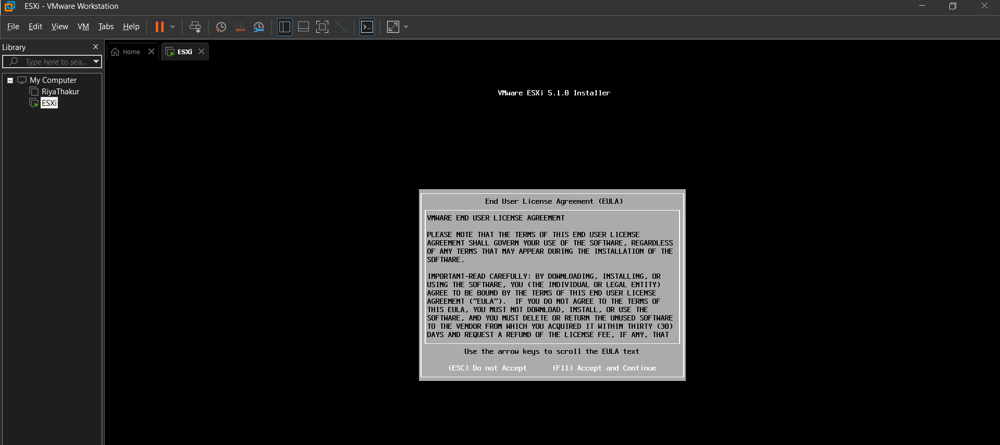 ESXi - VMware Workstation
File Edit View VM Tabs Help
Library
Type here to sea...
My Computer
RiyaThakur
ESXi
Home
ESXi
VMware ESXi 5.1.0 Installer
End User License Agreement (EULA)
VMWARE END USER LICENSE AGREEMENT
PLEASE NOTE THAT THE TERMS OF THIS END USER LICENSE
AGREEMENT SHALL GOVERN YOUR USE OF THE SOFTWARE, REGARDLESS
OF ANY TERMS THAT MAY APPEAR DURING THE INSTALLATION OF THE
SOFTWARE.
IMPORTANT-READ CAREFULLY: BY DOWNLOADING, INSTALLING, OR
USING THE SOFTWARE, YOU (THE INDIVIDUAL OR LEGAL ENTITY)
AGREE TO BE BOUND BY THE TERMS OF THIS END USER LICENSE
AGREEMENT ("EULA"). IF YOU DO NOT AGREE TO THE TERMS OF
THIS EULA, YOU MUST NOT DOWNLOAD, INSTALL, OR USE THE
SOFTWARE, AND YOU MUST DELETE OR RETURN THE UNUSED SOFTWARE
TO THE VENDOR FROM WHICH YOU ACQUIRED IT WITHIN THIRTY (30)
DAYS AND REQUEST A REFUND OF THE LICENSE FEE, IF ANY, THAT
Use the arrow keys to scroll the EULA text
(ESC) Do not Accept (F11) Accept and Continue